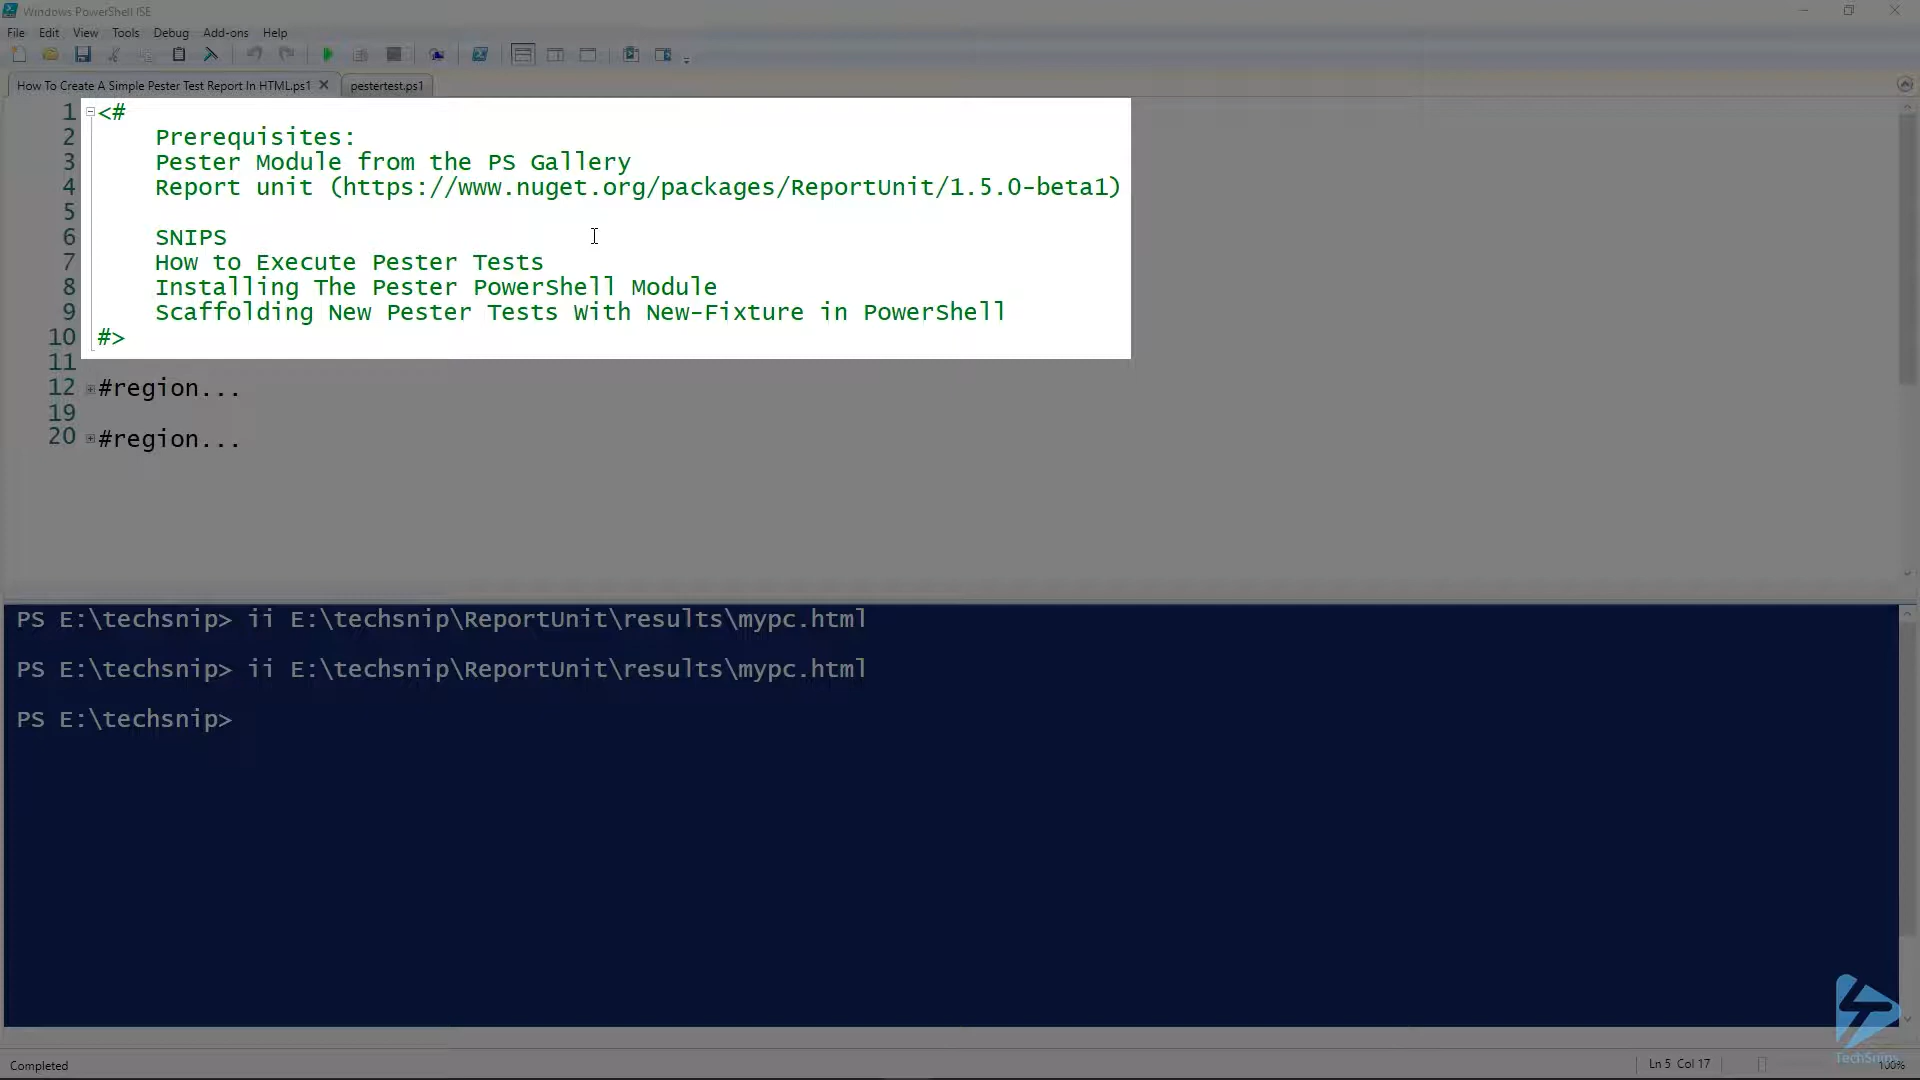 Windows PowerShell ISE
File Edit View Tools Debug Add-ons Help
How To Create A Simple Pester Test Report In HTML.ps1 pestertest.ps1
1 <#
2 Prerequisites:
3 Pester Module from the PS Gallery
4 Report unit (https://www.nuget.org/packages/ReportUnit/1.5.0-beta1)
5
6 SNIPS
7 How to Execute Pester Tests
8 Installing The Pester PowerShell Module
9 Scaffolding New Pester Tests With New-Fixture in PowerShell
10 #>
11
12 #region...
19
20 #region...
PS E:\techsnip> ii E:\techsnip\ReportUnit\results\mypc.html
PS E:\techsnip> ii E:\techsnip\ReportUnit\results\mypc.html
PS E:\techsnip>
TechSnips
Completed Ln 5 Col 17 100%